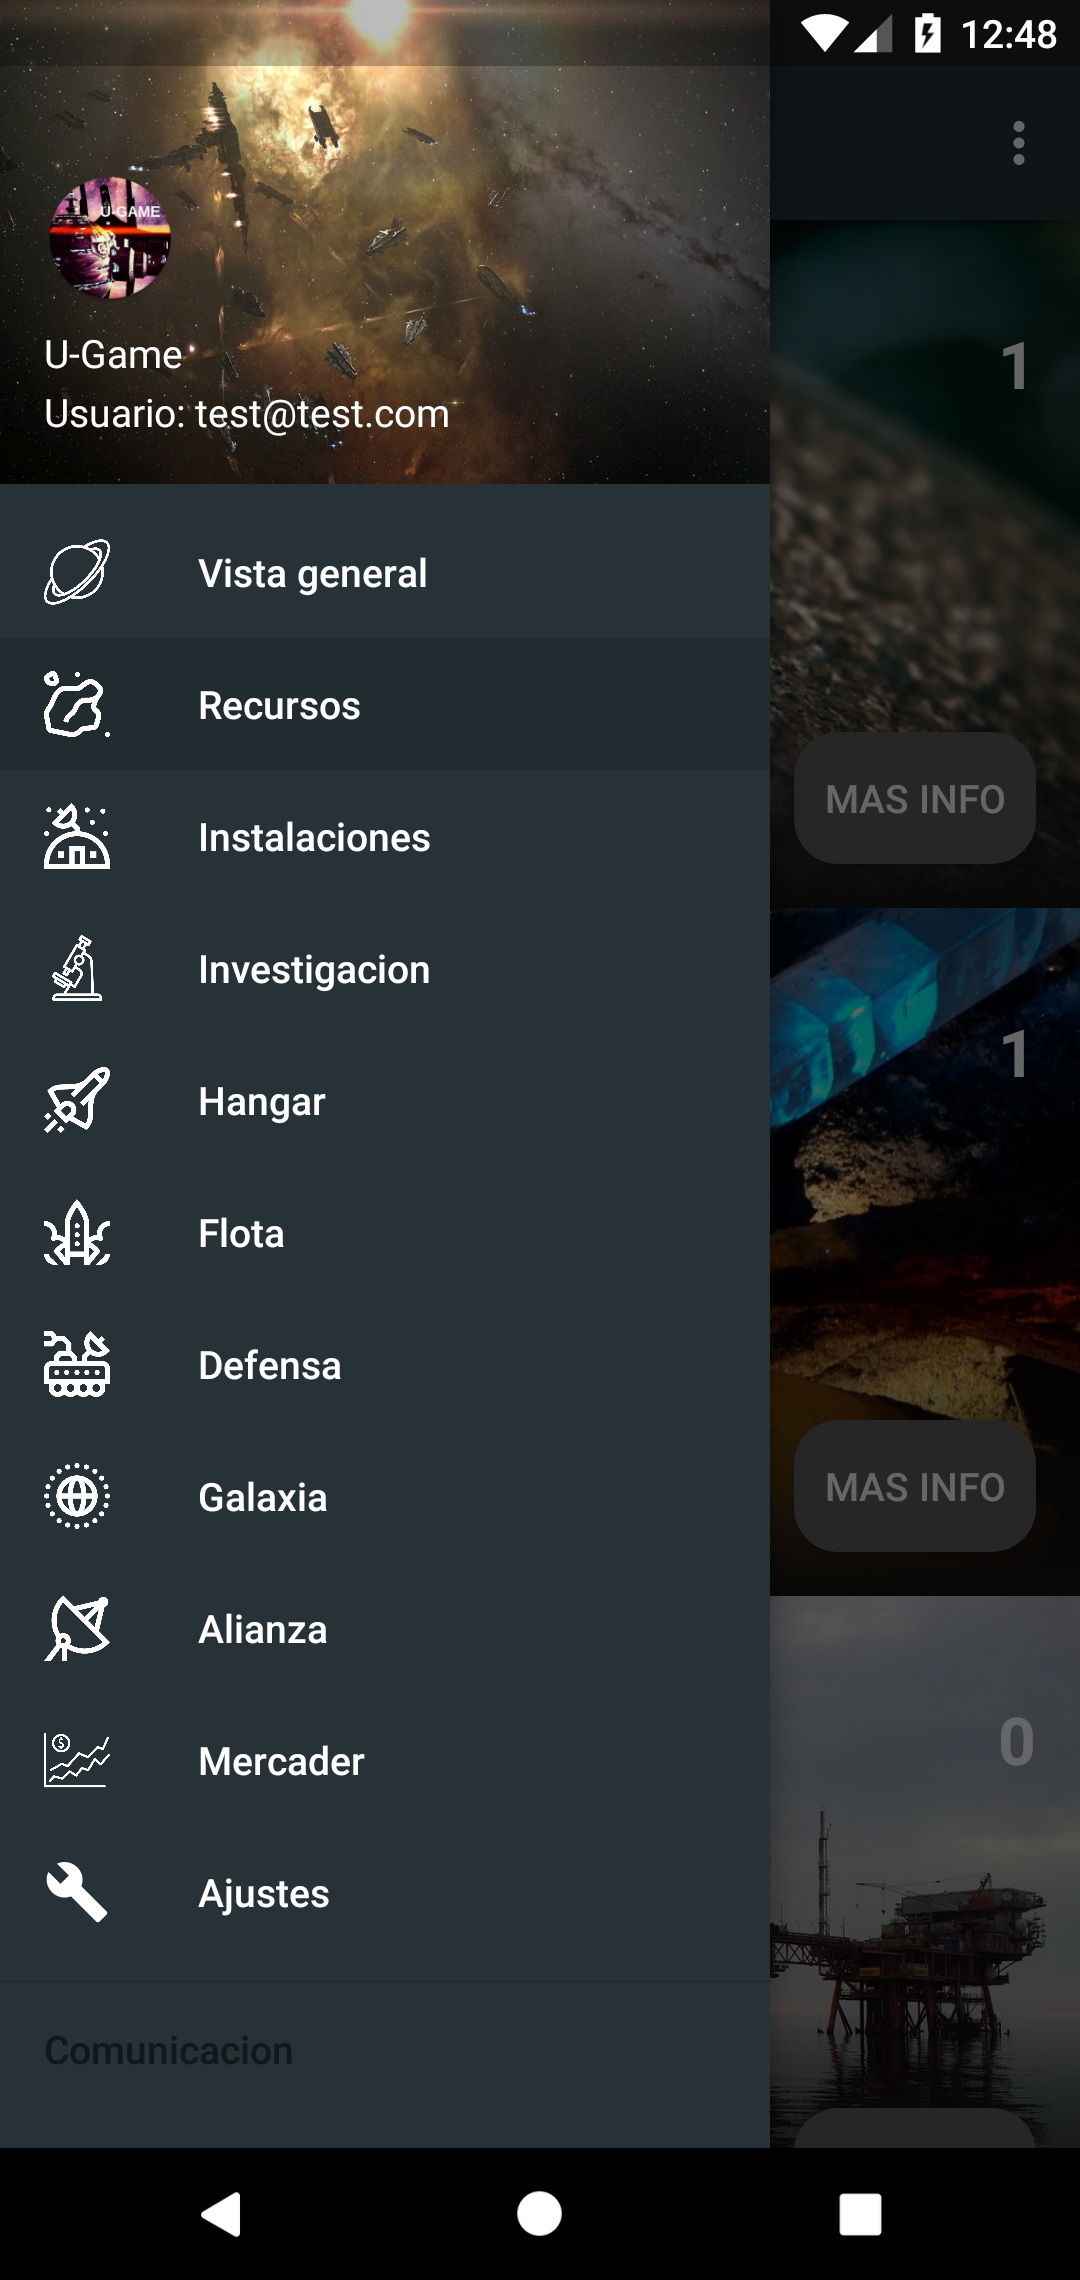 12:48
U-GAME
U-Game
Usuario: test@test.com
Vista general
Recursos
Instalaciones
Investigacion
Hangar
Flota
Defensa
Galaxia
Alianza
$
Mercader
Ajustes
Comunicacion
1
MAS INFO
1
MAS INFO
0